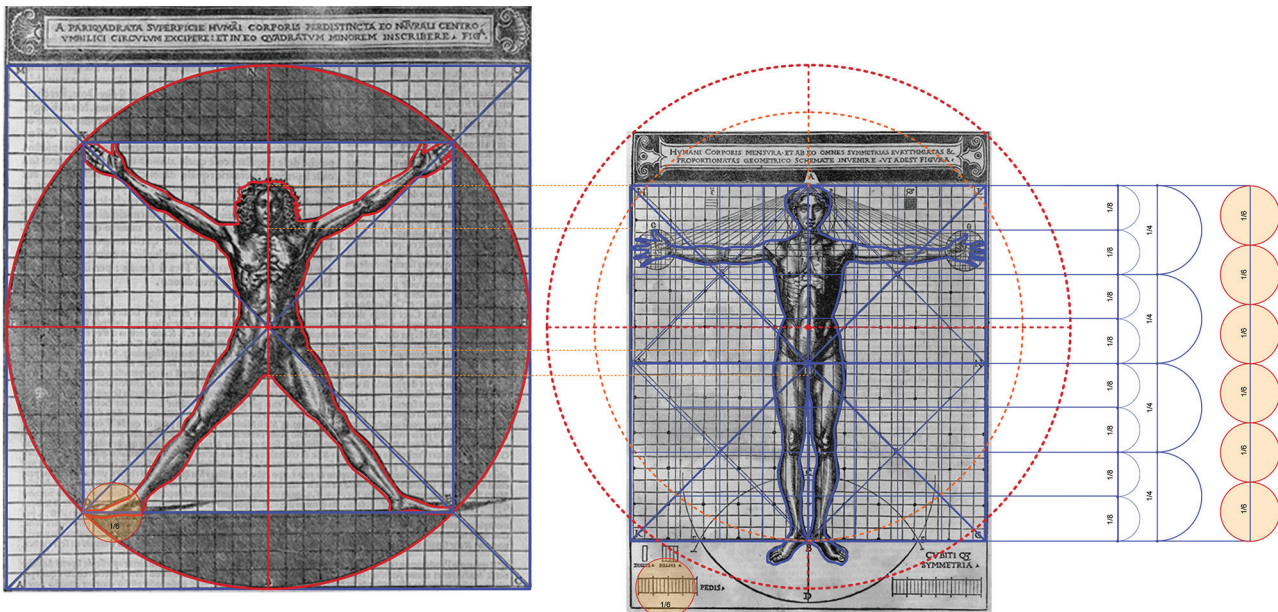 A PARIQVADRATA SVPERFICIE HVMĀI CORPORIS PERDISTINCTA EO NĀVRALI CENTRO
VMBILICI CIRCVLVM EXCIPERE: ET IN EO QVADRATVM MINOREM INSCRIBERE. FIGᴬ.
N
1/6
HVMANI CORPORIS MENSVRA·ET AB EO OMNES SYMMETRIAS EVRYTHMIATAS &
PROPORTIONATAS GEOMETRICO SCHEMATE INVENIRE·VT ADEST FIGVRA·
A
G
G
K
G
B
D
PEDIS
CVBITI
SYMMETRIA
1/6
1/8
1/8
1/8
1/8
1/8
1/8
1/8
1/8
1/4
1/4
1/4
1/4
1/6
1/6
1/6
1/6
1/6
1/6